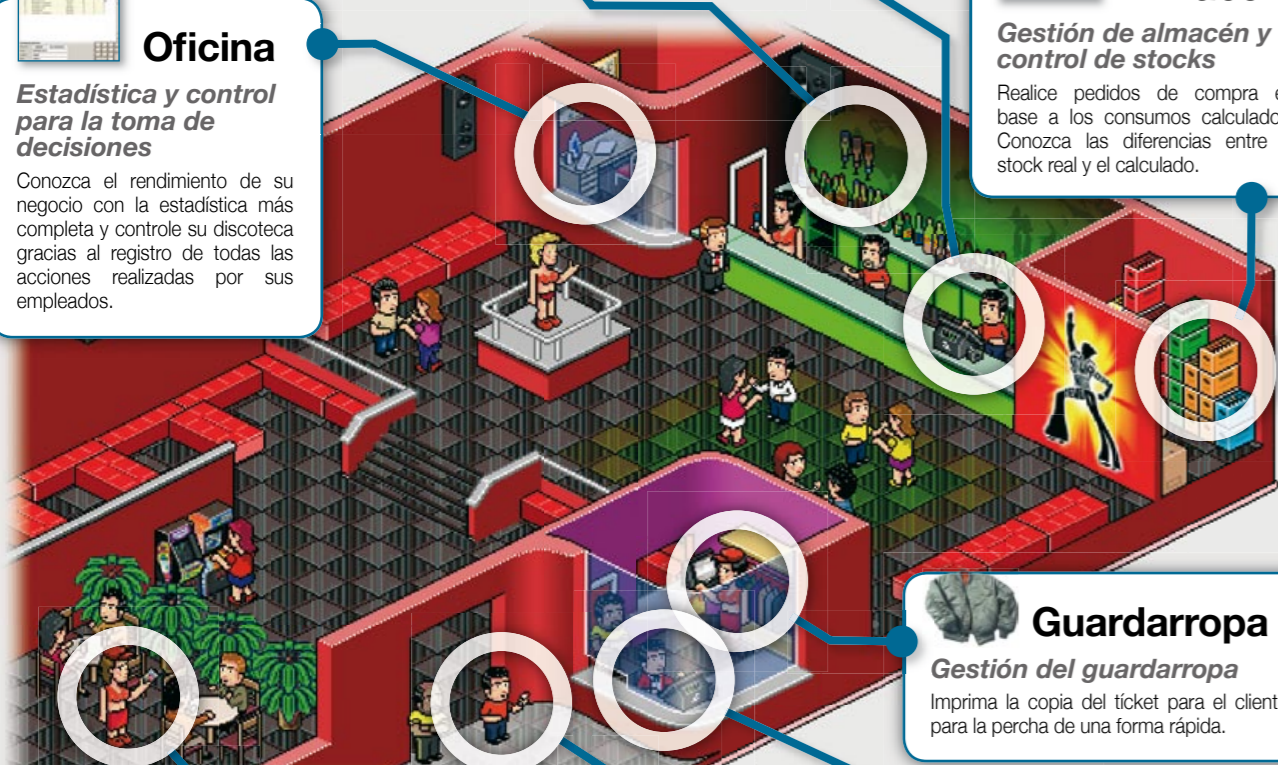 Oficina
Estadística y control
para la toma de
decisiones
Conozca el rendimiento de su
negocio con la estadística más
completa y controle su discoteca
gracias al registro de todas las
acciones realizadas por sus
empleados.
Gestión de almacén y
control de stocks
Realice pedidos de compra
base a los consumos
Conozca las diferencias entre
stock real y el calculado.
Guardarropa
Gestión del guardarropa
Imprima la copia del tícket para el
para la percha de una forma rápida.